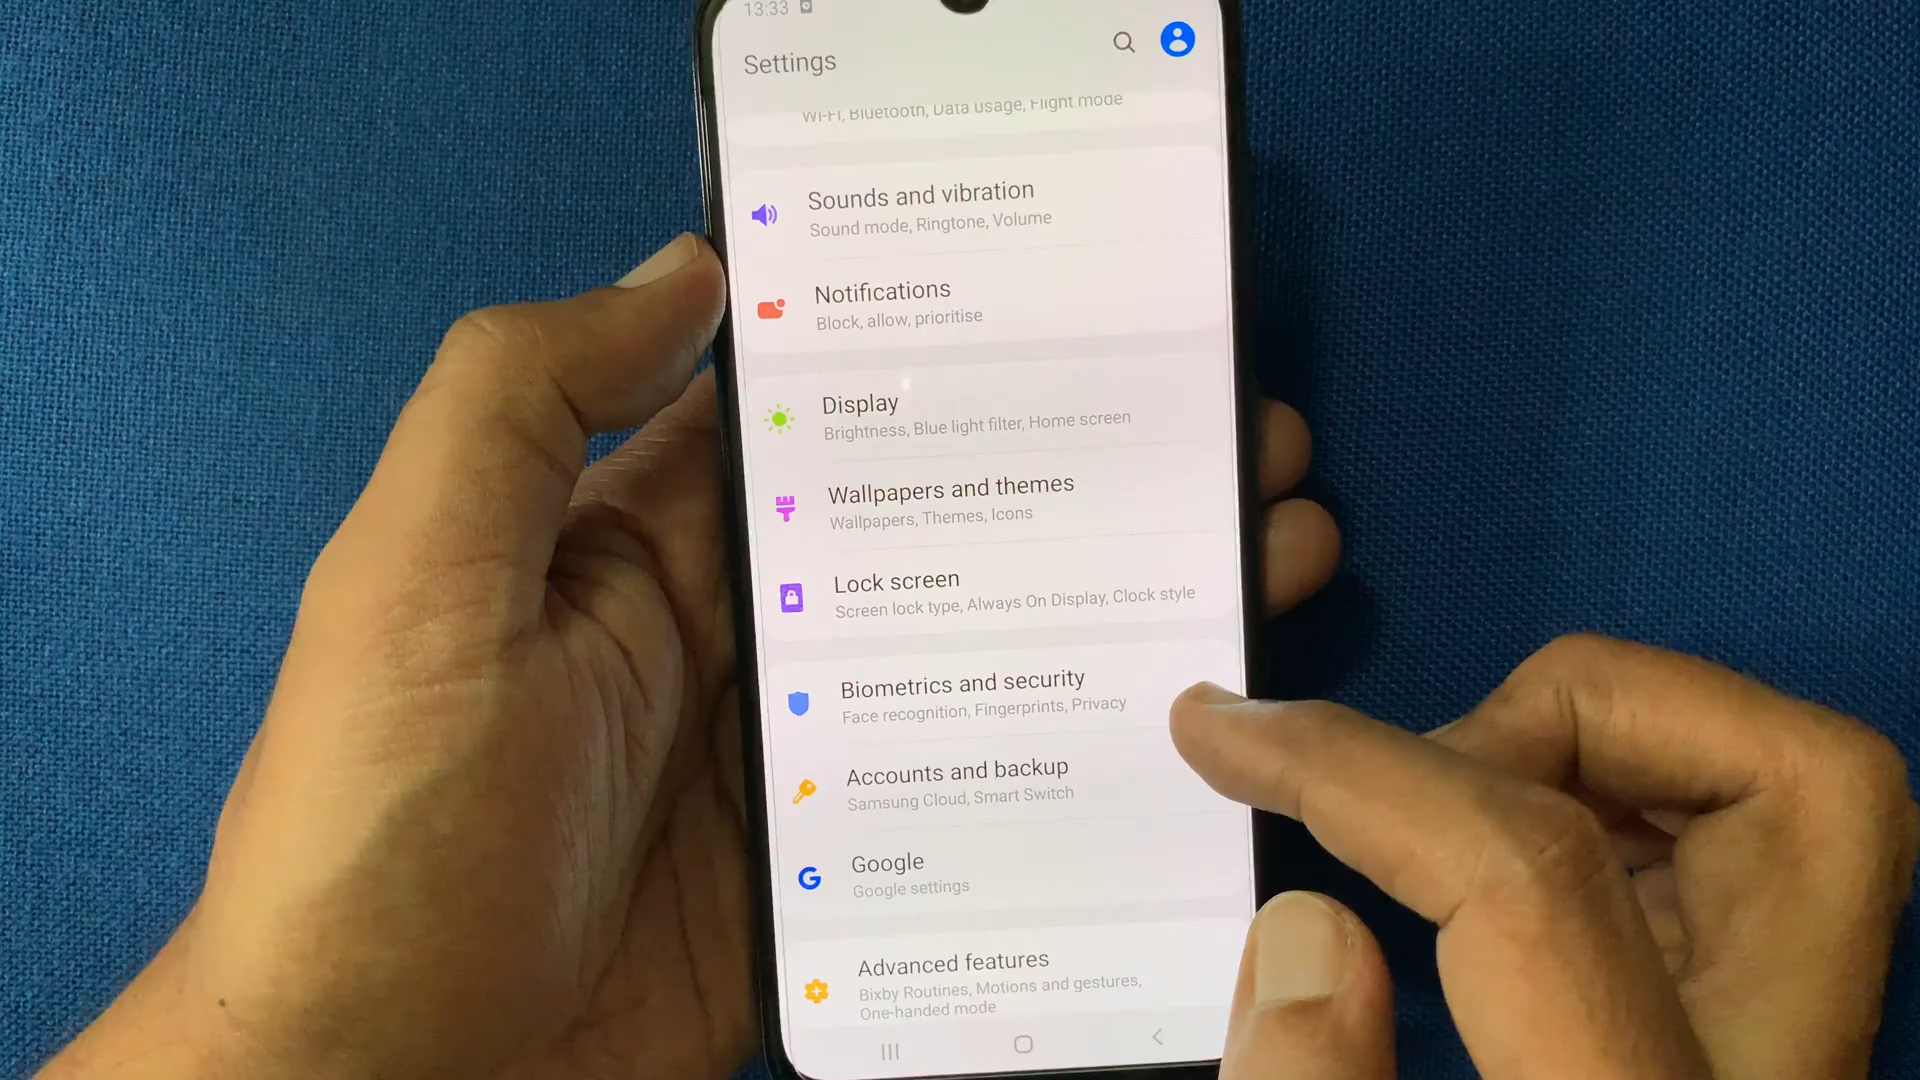 13:33
Settings
Wi-Fi, Bluetooth, Data usage, Flight mode
Sounds and vibration
Sound mode, Ringtone, Volume
Notifications
Block, allow, prioritise
Display
Brightness, Blue light filter, Home screen
Wallpapers and themes
Wallpapers, Themes, Icons
Lock screen
Screen lock type, Always On Display, Clock style
Biometrics and security
Face recognition, Fingerprints, Privacy
Accounts and backup
Samsung Cloud, Smart Switch
Google
Google settings
Advanced features
Bixby Routines, Motions and gestures,
One-handed mode